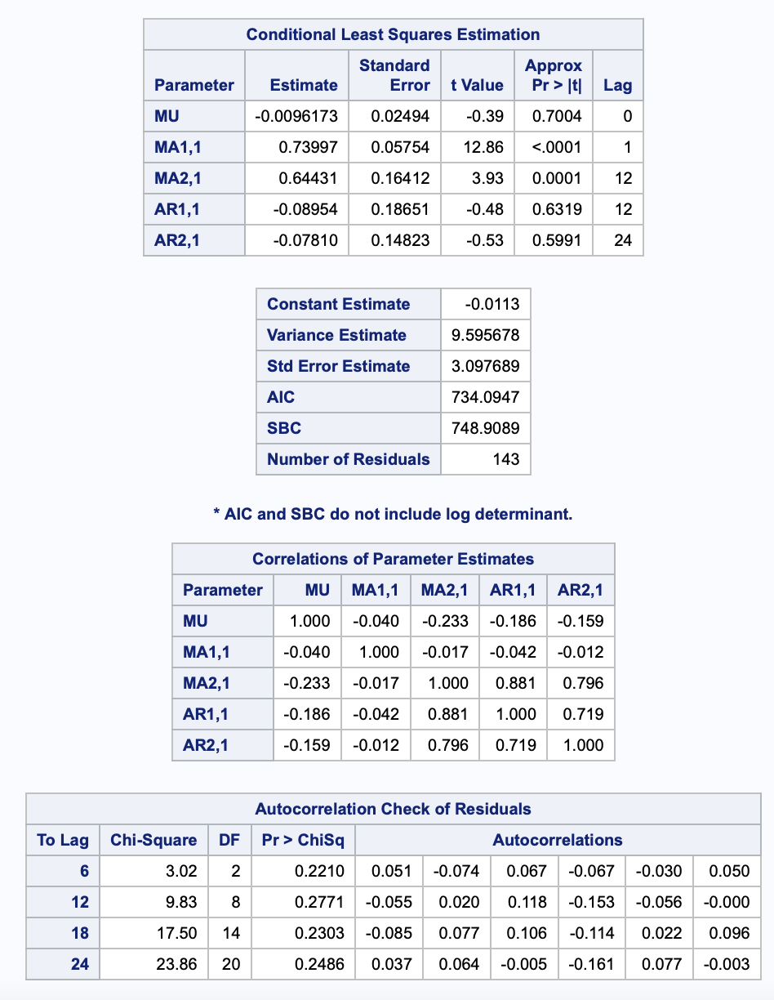 Conditional Least Squares Estimation
Parameter Estimate Standard Error t Value Approx Pr > |t| Lag
MU -0.0096173 0.02494 -0.39 0.7004 0
MA1,1 0.73997 0.05754 12.86 <.0001 1
MA2,1 0.64431 0.16412 3.93 0.0001 12
AR1,1 -0.08954 0.18651 -0.48 0.6319 12
AR2,1 -0.07810 0.14823 -0.53 0.5991 24
Constant Estimate -0.0113
Variance Estimate 9.595678
Std Error Estimate 3.097689
AIC 734.0947
SBC 748.9089
Number of Residuals 143
* AIC and SBC do not include log determinant.
Correlations of Parameter Estimates
Parameter MU MA1,1 MA2,1 AR1,1 AR2,1
MU 1.000 -0.040 -0.233 -0.186 -0.159
MA1,1 -0.040 1.000 -0.017 -0.042 -0.012
MA2,1 -0.233 -0.017 1.000 0.881 0.796
AR1,1 -0.186 -0.042 0.881 1.000 0.719
AR2,1 -0.159 -0.012 0.796 0.719 1.000
Autocorrelation Check of Residuals
To Lag Chi-Square DF Pr > ChiSq Autocorrelations
6 3.02 2 0.2210 0.051 -0.074 0.067 -0.067 -0.030 0.050
12 9.83 8 0.2771 -0.055 0.020 0.118 -0.153 -0.056 -0.000
18 17.50 14 0.2303 -0.085 0.077 0.106 -0.114 0.022 0.096
24 23.86 20 0.2486 0.037 0.064 -0.005 -0.161 0.077 -0.003